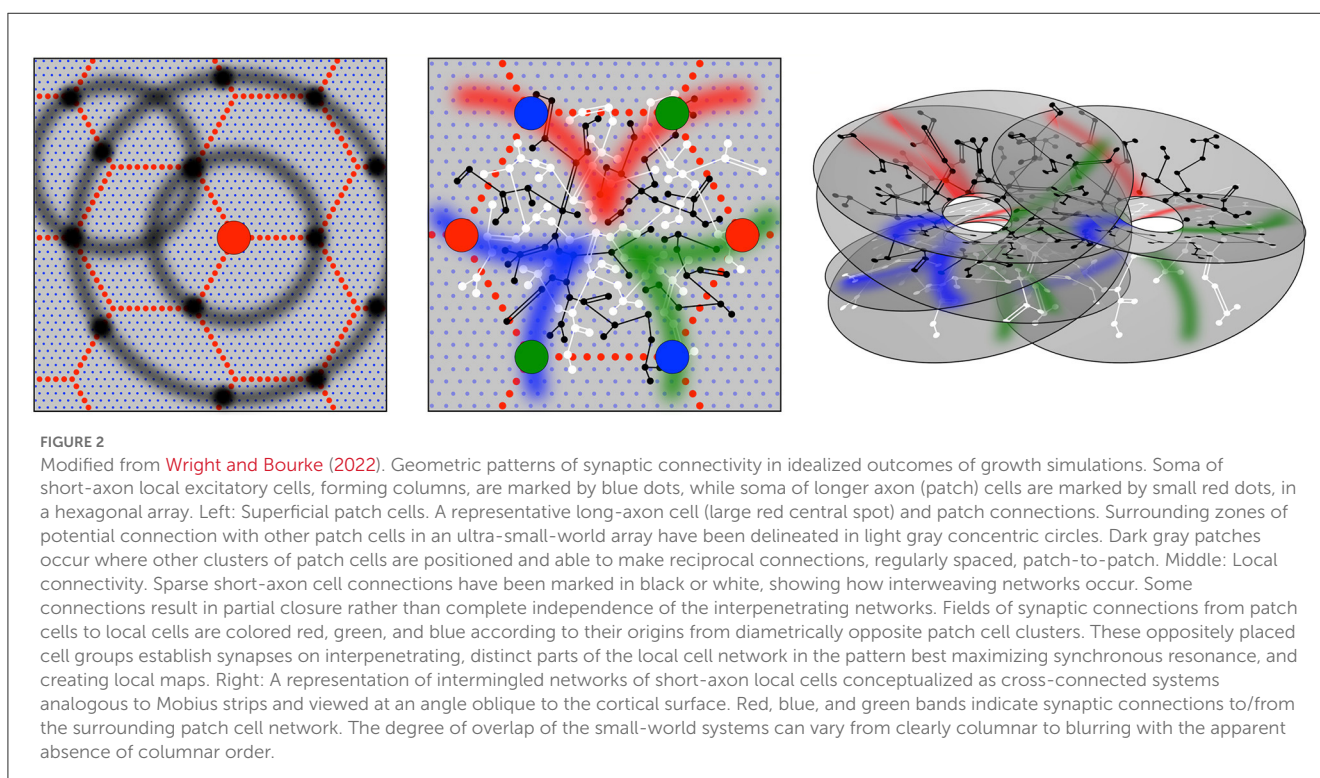 FIGURE 2
Modified from Wright and Bourke (2022). Geometric patterns of synaptic connectivity in idealized outcomes of growth simulations. Soma of
short-axon local excitatory cells, forming columns, are marked by blue dots, while soma of longer axon (patch) cells are marked by small red dots, in
a hexagonal array. Left: Superficial patch cells. A representative long-axon cell (large red central spot) and patch connections. Surrounding zones of
potential connection with other patch cells in an ultra-small-world array have been delineated in light gray concentric circles. Dark gray patches
occur where other clusters of patch cells are positioned and able to make reciprocal connections, regularly spaced, patch-to-patch. Middle: Local
connectivity. Sparse short-axon cell connections have been marked in black or white, showing how interweaving networks occur. Some
connections result in partial closure rather than complete independence of the interpenetrating networks. Fields of synaptic connections from patch
cells to local cells are colored red, green, and blue according to their origins from diametrically opposite patch cell clusters. These oppositely placed
cell groups establish synapses on interpenetrating, distinct parts of the local cell network in the pattern best maximizing synchronous resonance, and
creating local maps. Right: A representation of intermingled networks of short-axon local cells conceptualized as cross-connected systems
analogous to Mobius strips and viewed at an angle oblique to the cortical surface. Red, blue, and green bands indicate synaptic connections to/from
the surrounding patch cell network. The degree of overlap of the small-world systems can vary from clearly columnar to blurring with the apparent
absence of columnar order.